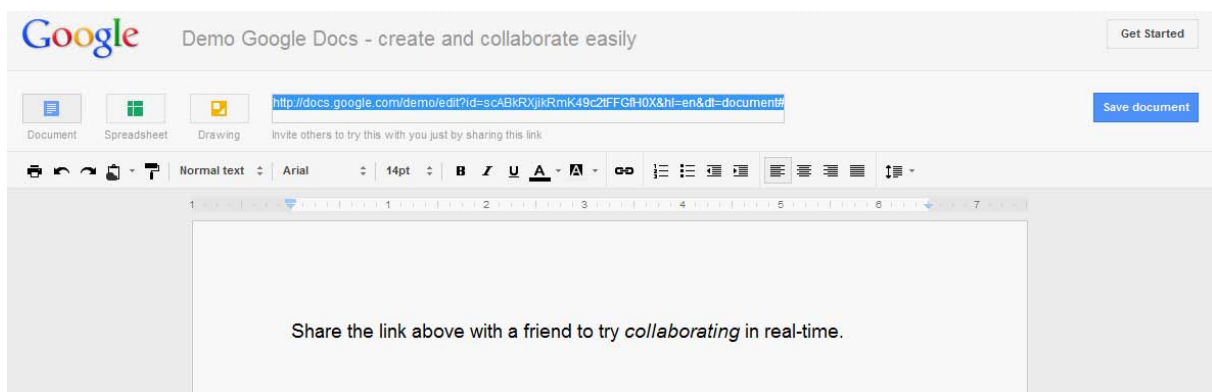 Google
Demo Google Docs - create and collaborate easily
Get Started
http://docs.google.com/demo/edit?id=scABkRXjikRmK49c2tFFGfH0X&hl=en&dt=document#
Save document
Document Spreadsheet Drawing Invite others to try this with you just by sharing this link
Normal text Arial 14pt B I U A A
1 1 2 3 4 5 6 7
Share the link above with a friend to try collaborating in real-time.